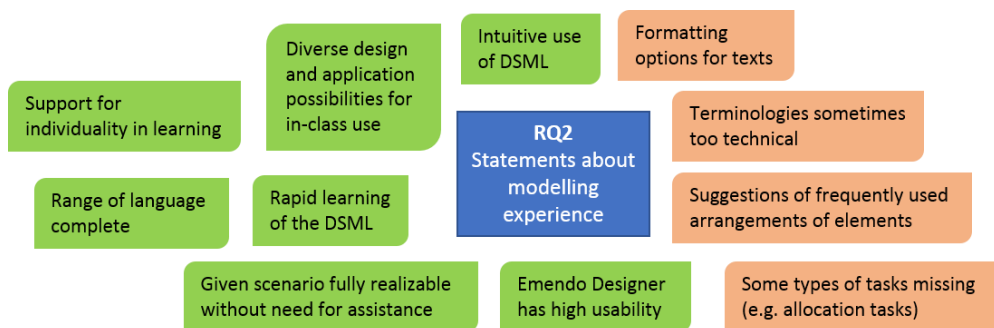 Support for
individuality in learning
Diverse design
and application
possibilities for
in-class use
Intuitive use
of DSML
Formatting
options for texts
RQ2
Statements about
modelling
experience
Terminologies sometimes
too technical
Range of language
complete
Rapid learning
of the DSML
Suggestions of frequently used
arrangements of elements
Given scenario fully realizable
without need for assistance
Emendo Designer
has high usability
Some types of tasks missing
(e.g. allocation tasks)